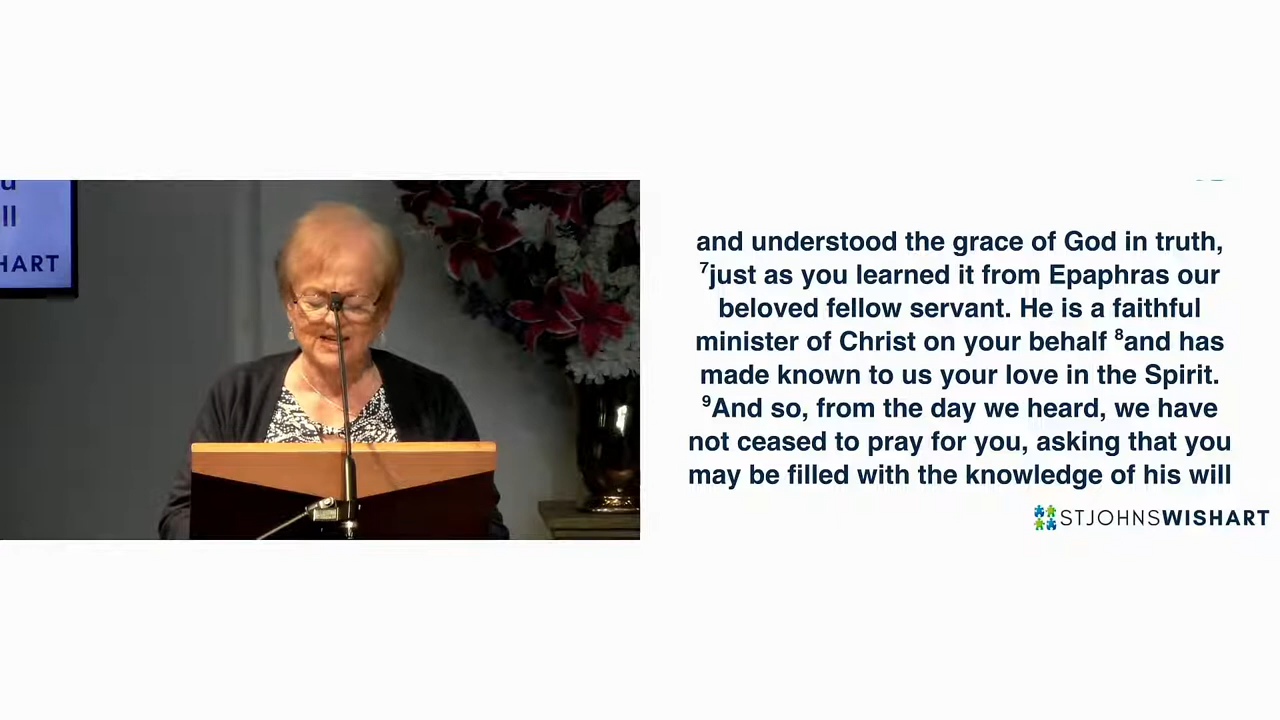 ll
HART
and understood the grace of God in truth,
⁷just as you learned it from Epaphras our
beloved fellow servant. He is a faithful
minister of Christ on your behalf ⁸and has
made known to us your love in the Spirit.
⁹And so, from the day we heard, we have
not ceased to pray for you, asking that you
may be filled with the knowledge of his will
STJOHNSWISHART